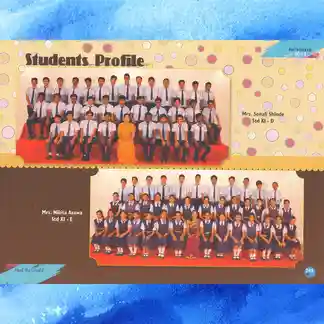 Students Profile
Mrs. Sonali Shinde
Std XI - D
Mrs. Nikita Asawa
Std XI - E